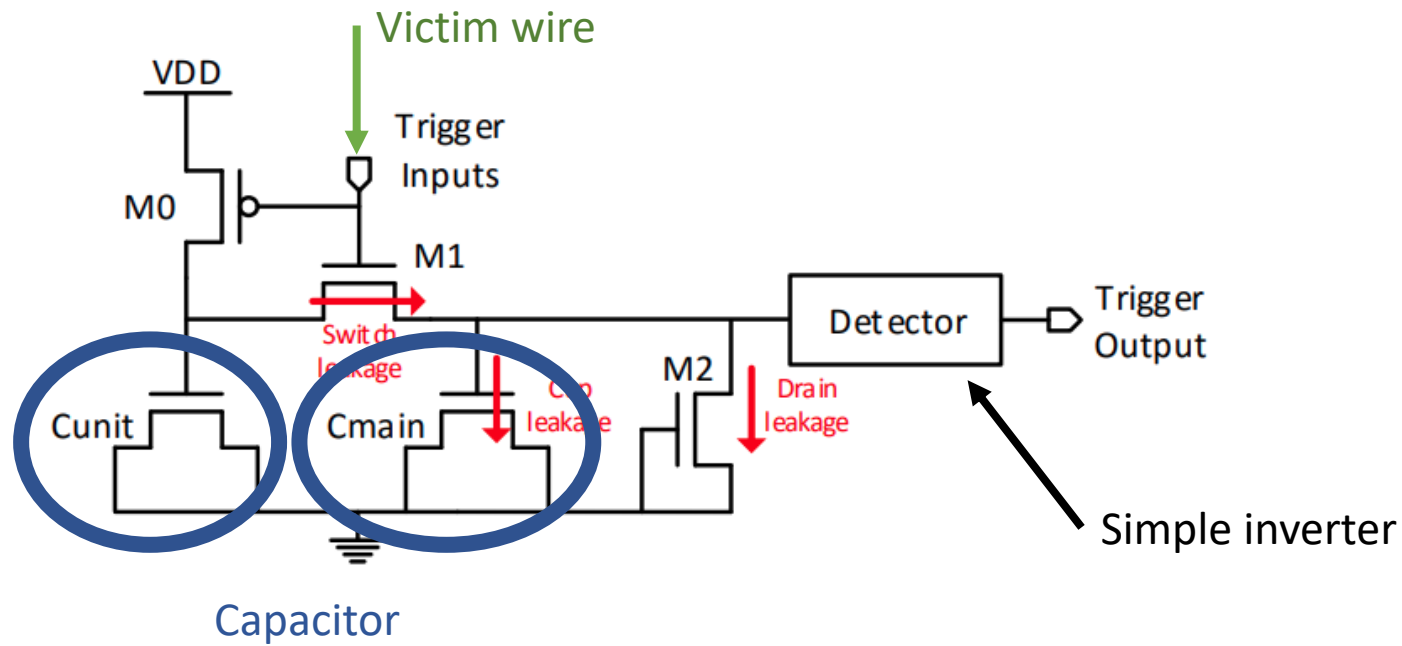 Victim wire
VDD
Trigger
Inputs
M0
M1
Switch
leakage
Detector
Trigger
Output
M2
Cap
leakage
Drain
leakage
Cunit
Cmain
Simple inverter
Capacitor